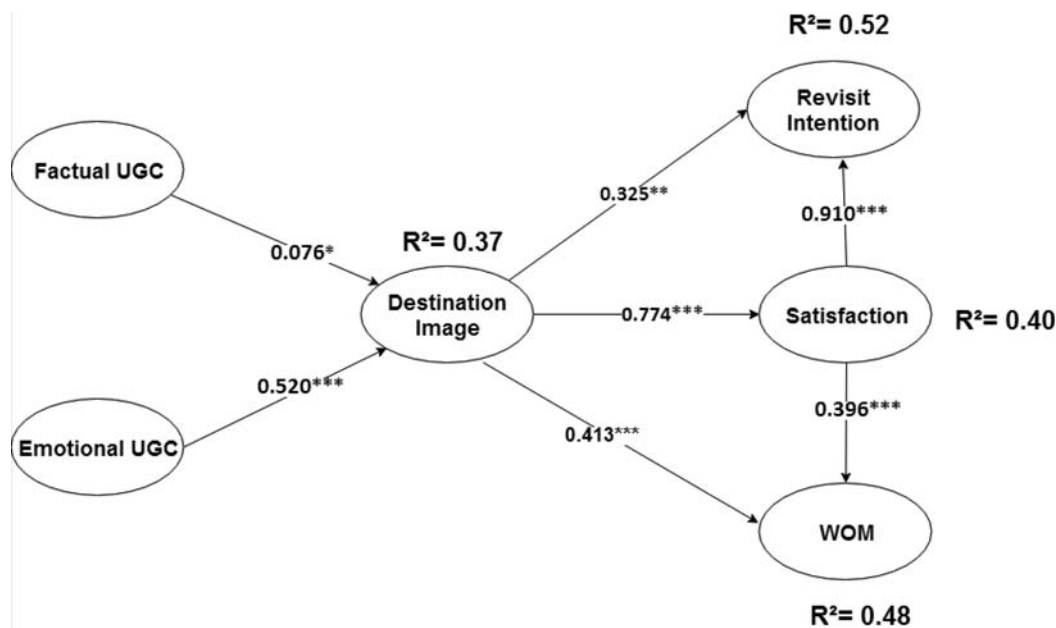 R²= 0.52
Revisit
Intention
Factual UGC
0.325**
0.910***
0.076*
R²= 0.37
Destination
Image
0.774***
Satisfaction
R²= 0.40
0.520***
0.396***
0.413***
Emotional UGC
WOM
R²= 0.48